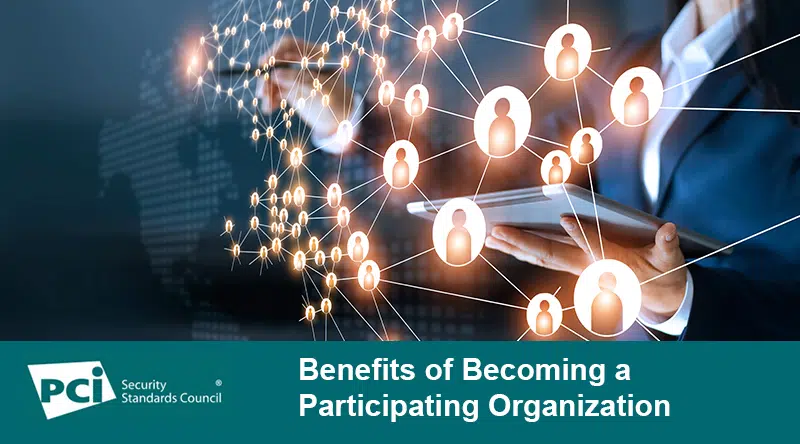 Benefits of Becoming a
Participating Organization
PCi
Security ®
Standards Council